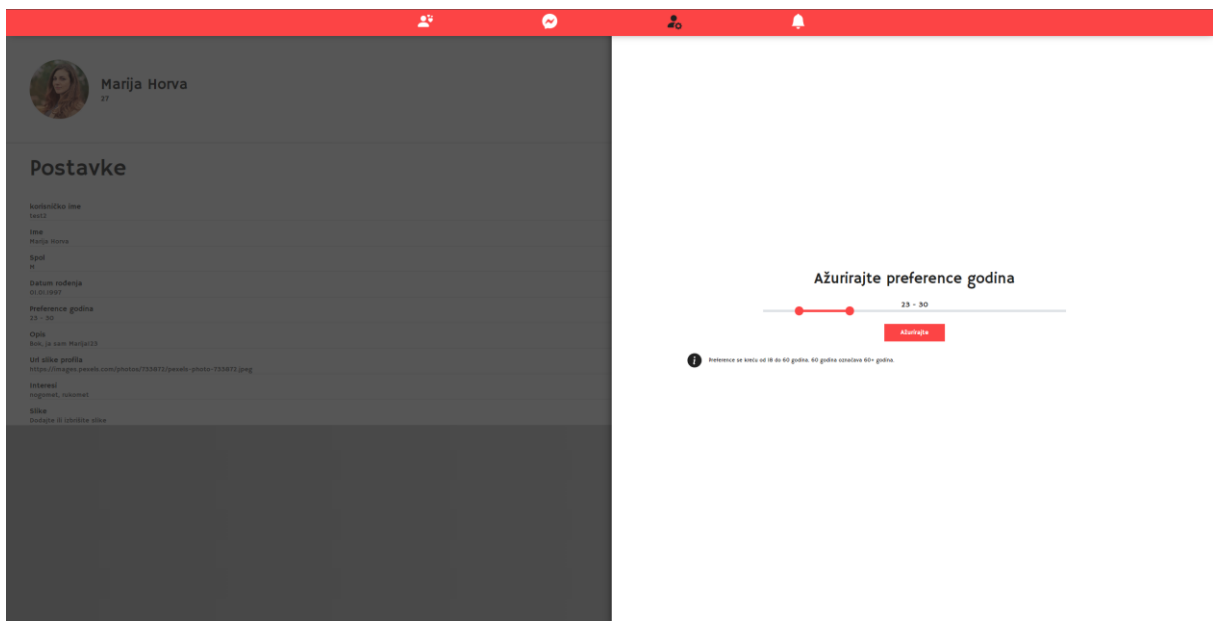 Marija Horva
27
Postavke
korisničko ime
test2
Ime
Marija Horva
Spol
M
Datum rođenja
01.01.1997
Preference godina
23 - 30
Opis
Bok, ja sam Marija:23
Url slike profila
https://images.pexels.com/photos/733872/pexels-photo-733872.jpeg
Interesi
nogomet, rukomet
Slike
Dodajte ili izbrišite slike
Ažurirajte preference godina
23 - 30
Ažurirajte
Preference se kreću od 18 do 60 godina. 60 godina označava 60+ godina.